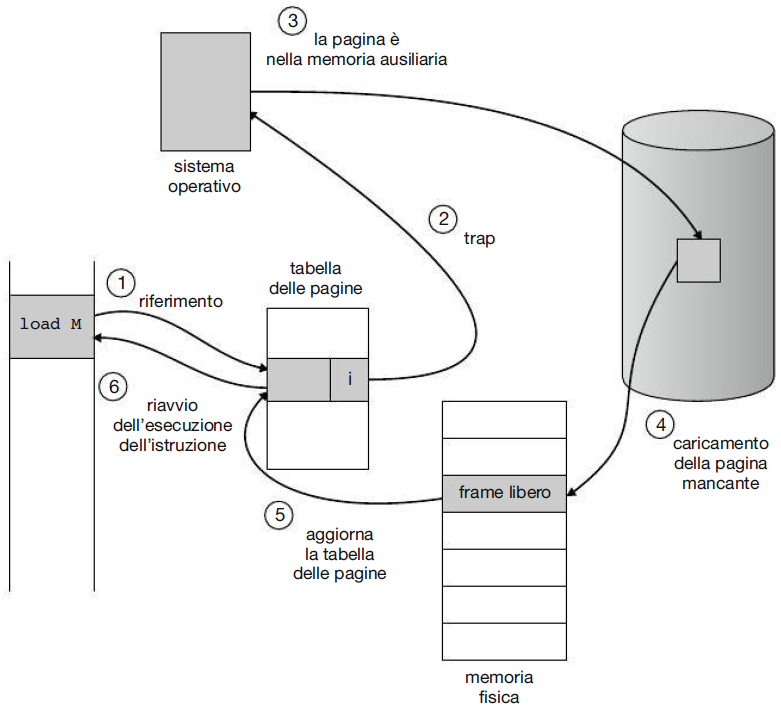 3
la pagina è
nella memoria ausiliaria
sistema
operativo
2
trap
tabella
delle pagine
1
riferimento
load M
i
6
riavvio
dell'esecuzione
dell'istruzione
4
caricamento
della pagina
mancante
frame libero
5
aggiorna
la tabella
delle pagine
memoria
fisica